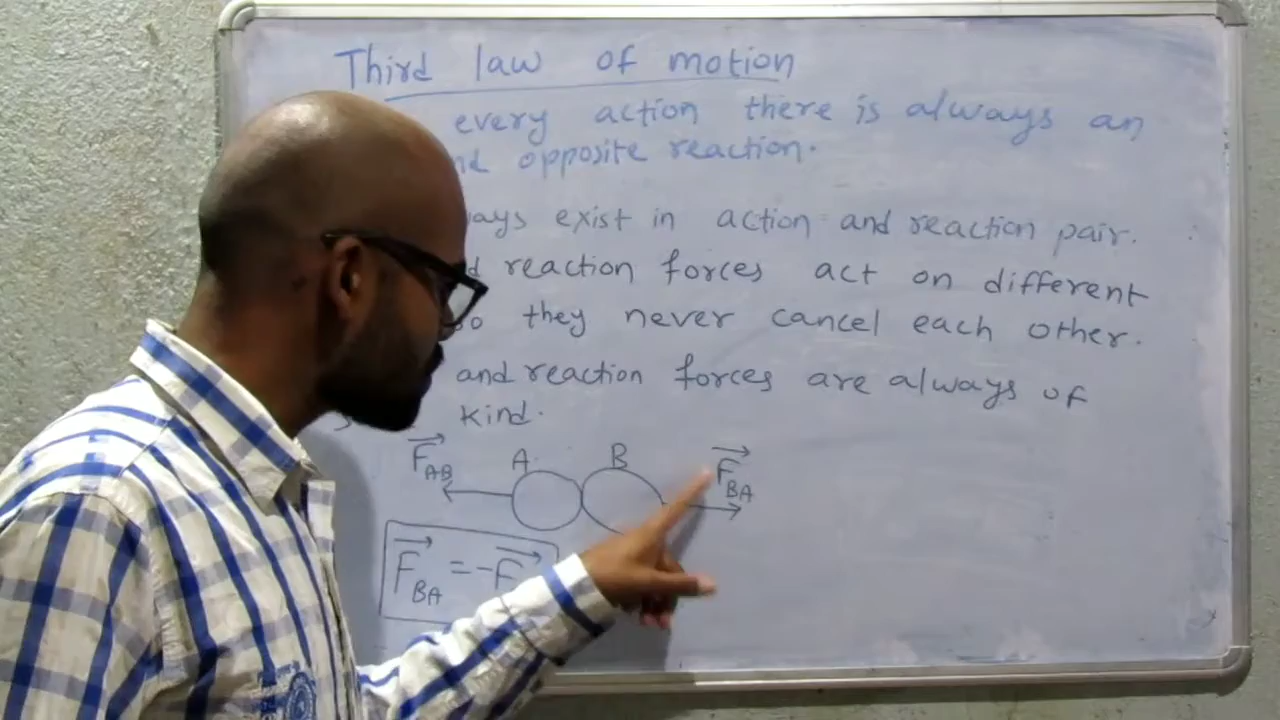 Third law of motion
every action there is always an
opposite reaction.
exist in action and reaction pair.
reaction forces act on different
they never cancel each other.
and reaction forces are always of
kind.
F⃗AB A B F⃗BA
F⃗BA = -F⃗